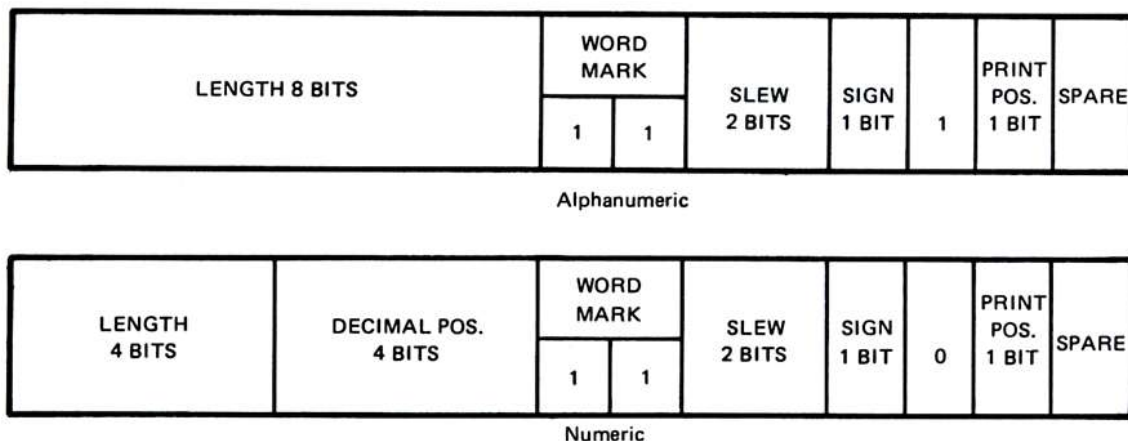 LENGTH 8 BITS
WORD
MARK
1 1
SLEW
2 BITS
SIGN
1 BIT
1
PRINT
POS.
1 BIT
SPARE
Alphanumeric
LENGTH
4 BITS
DECIMAL POS.
4 BITS
WORD
MARK
1 1
SLEW
2 BITS
SIGN
1 BIT
0
PRINT
POS.
1 BIT
SPARE
Numeric